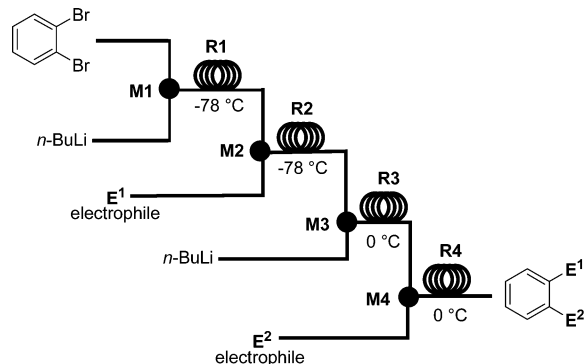 Br
Br
R1
M1
-78 °C
R2
n-BuLi
M2
-78 °C
R3
E¹
electrophile
M3
0 °C
R4
n-BuLi
E¹
M4
0 °C
E²
E²
electrophile